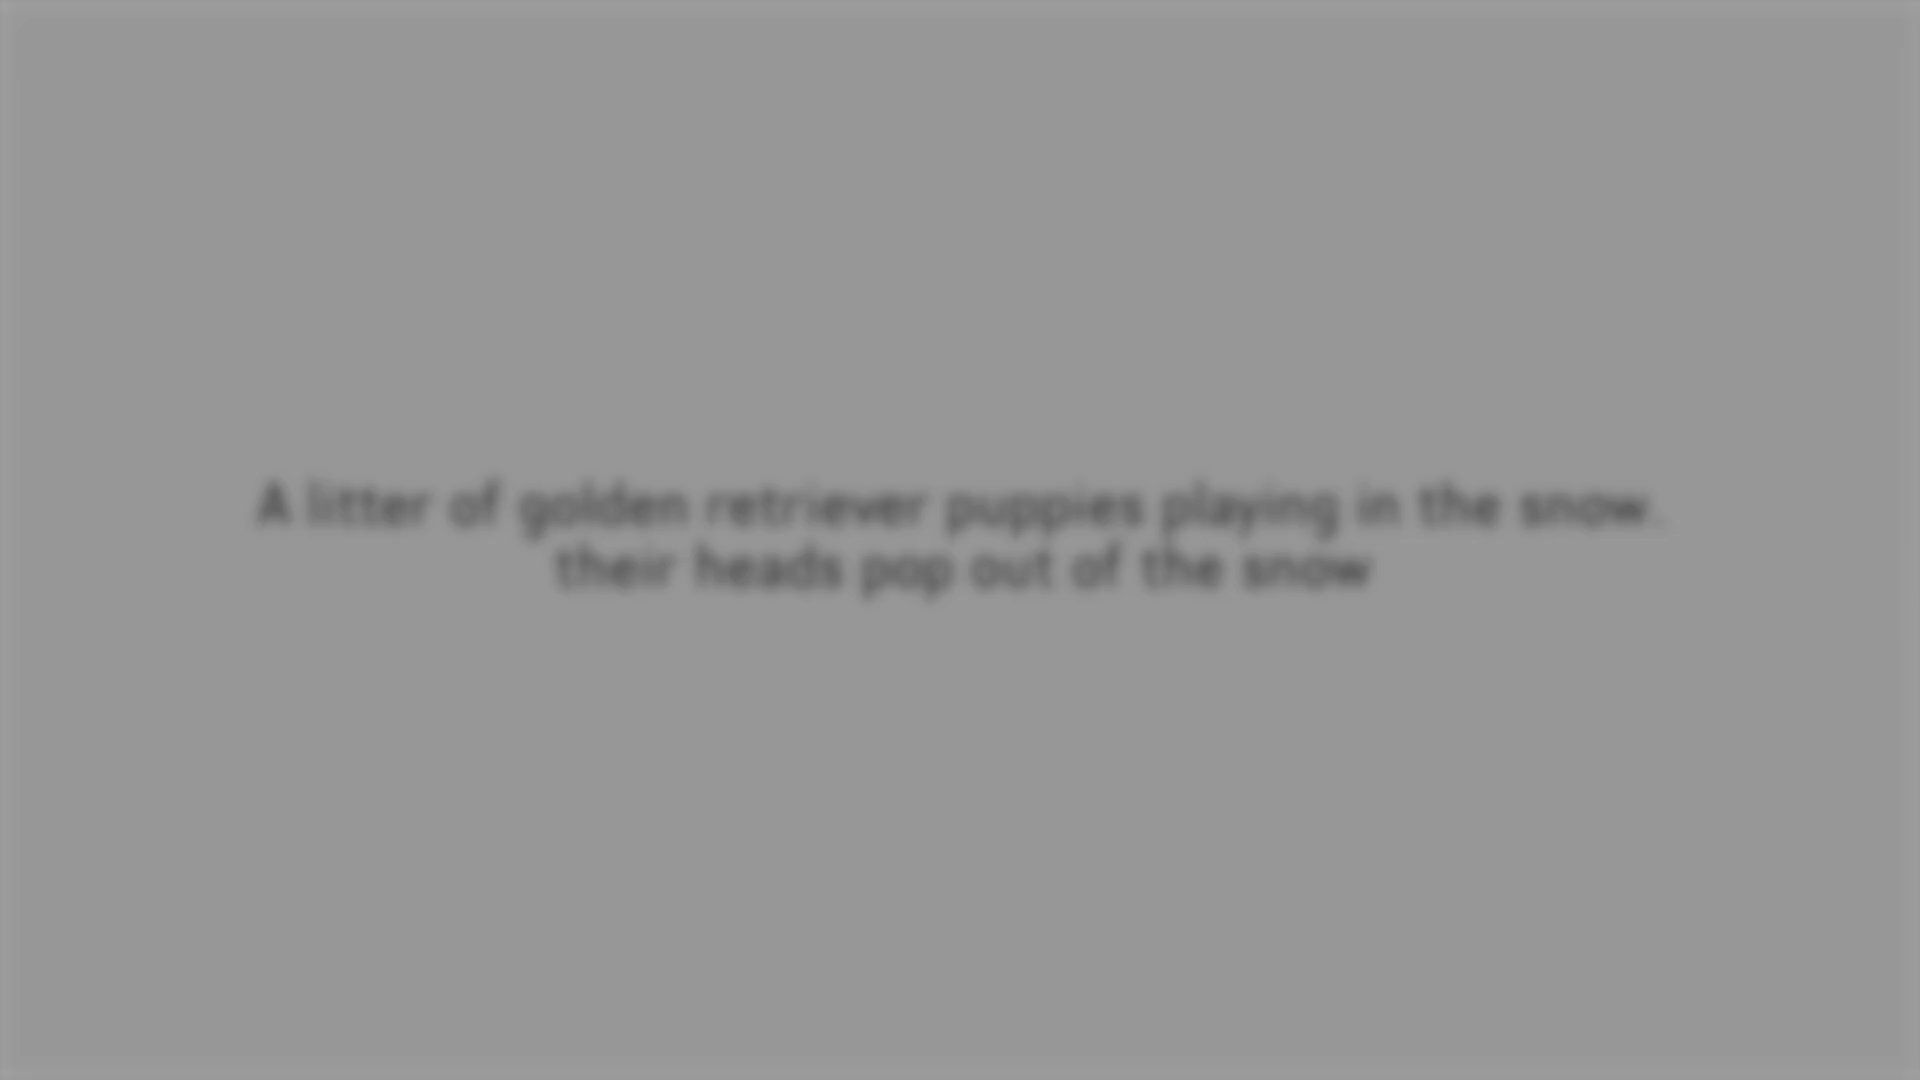 A litter of golden retriever puppies playing in the snow.
their heads pop out of the snow